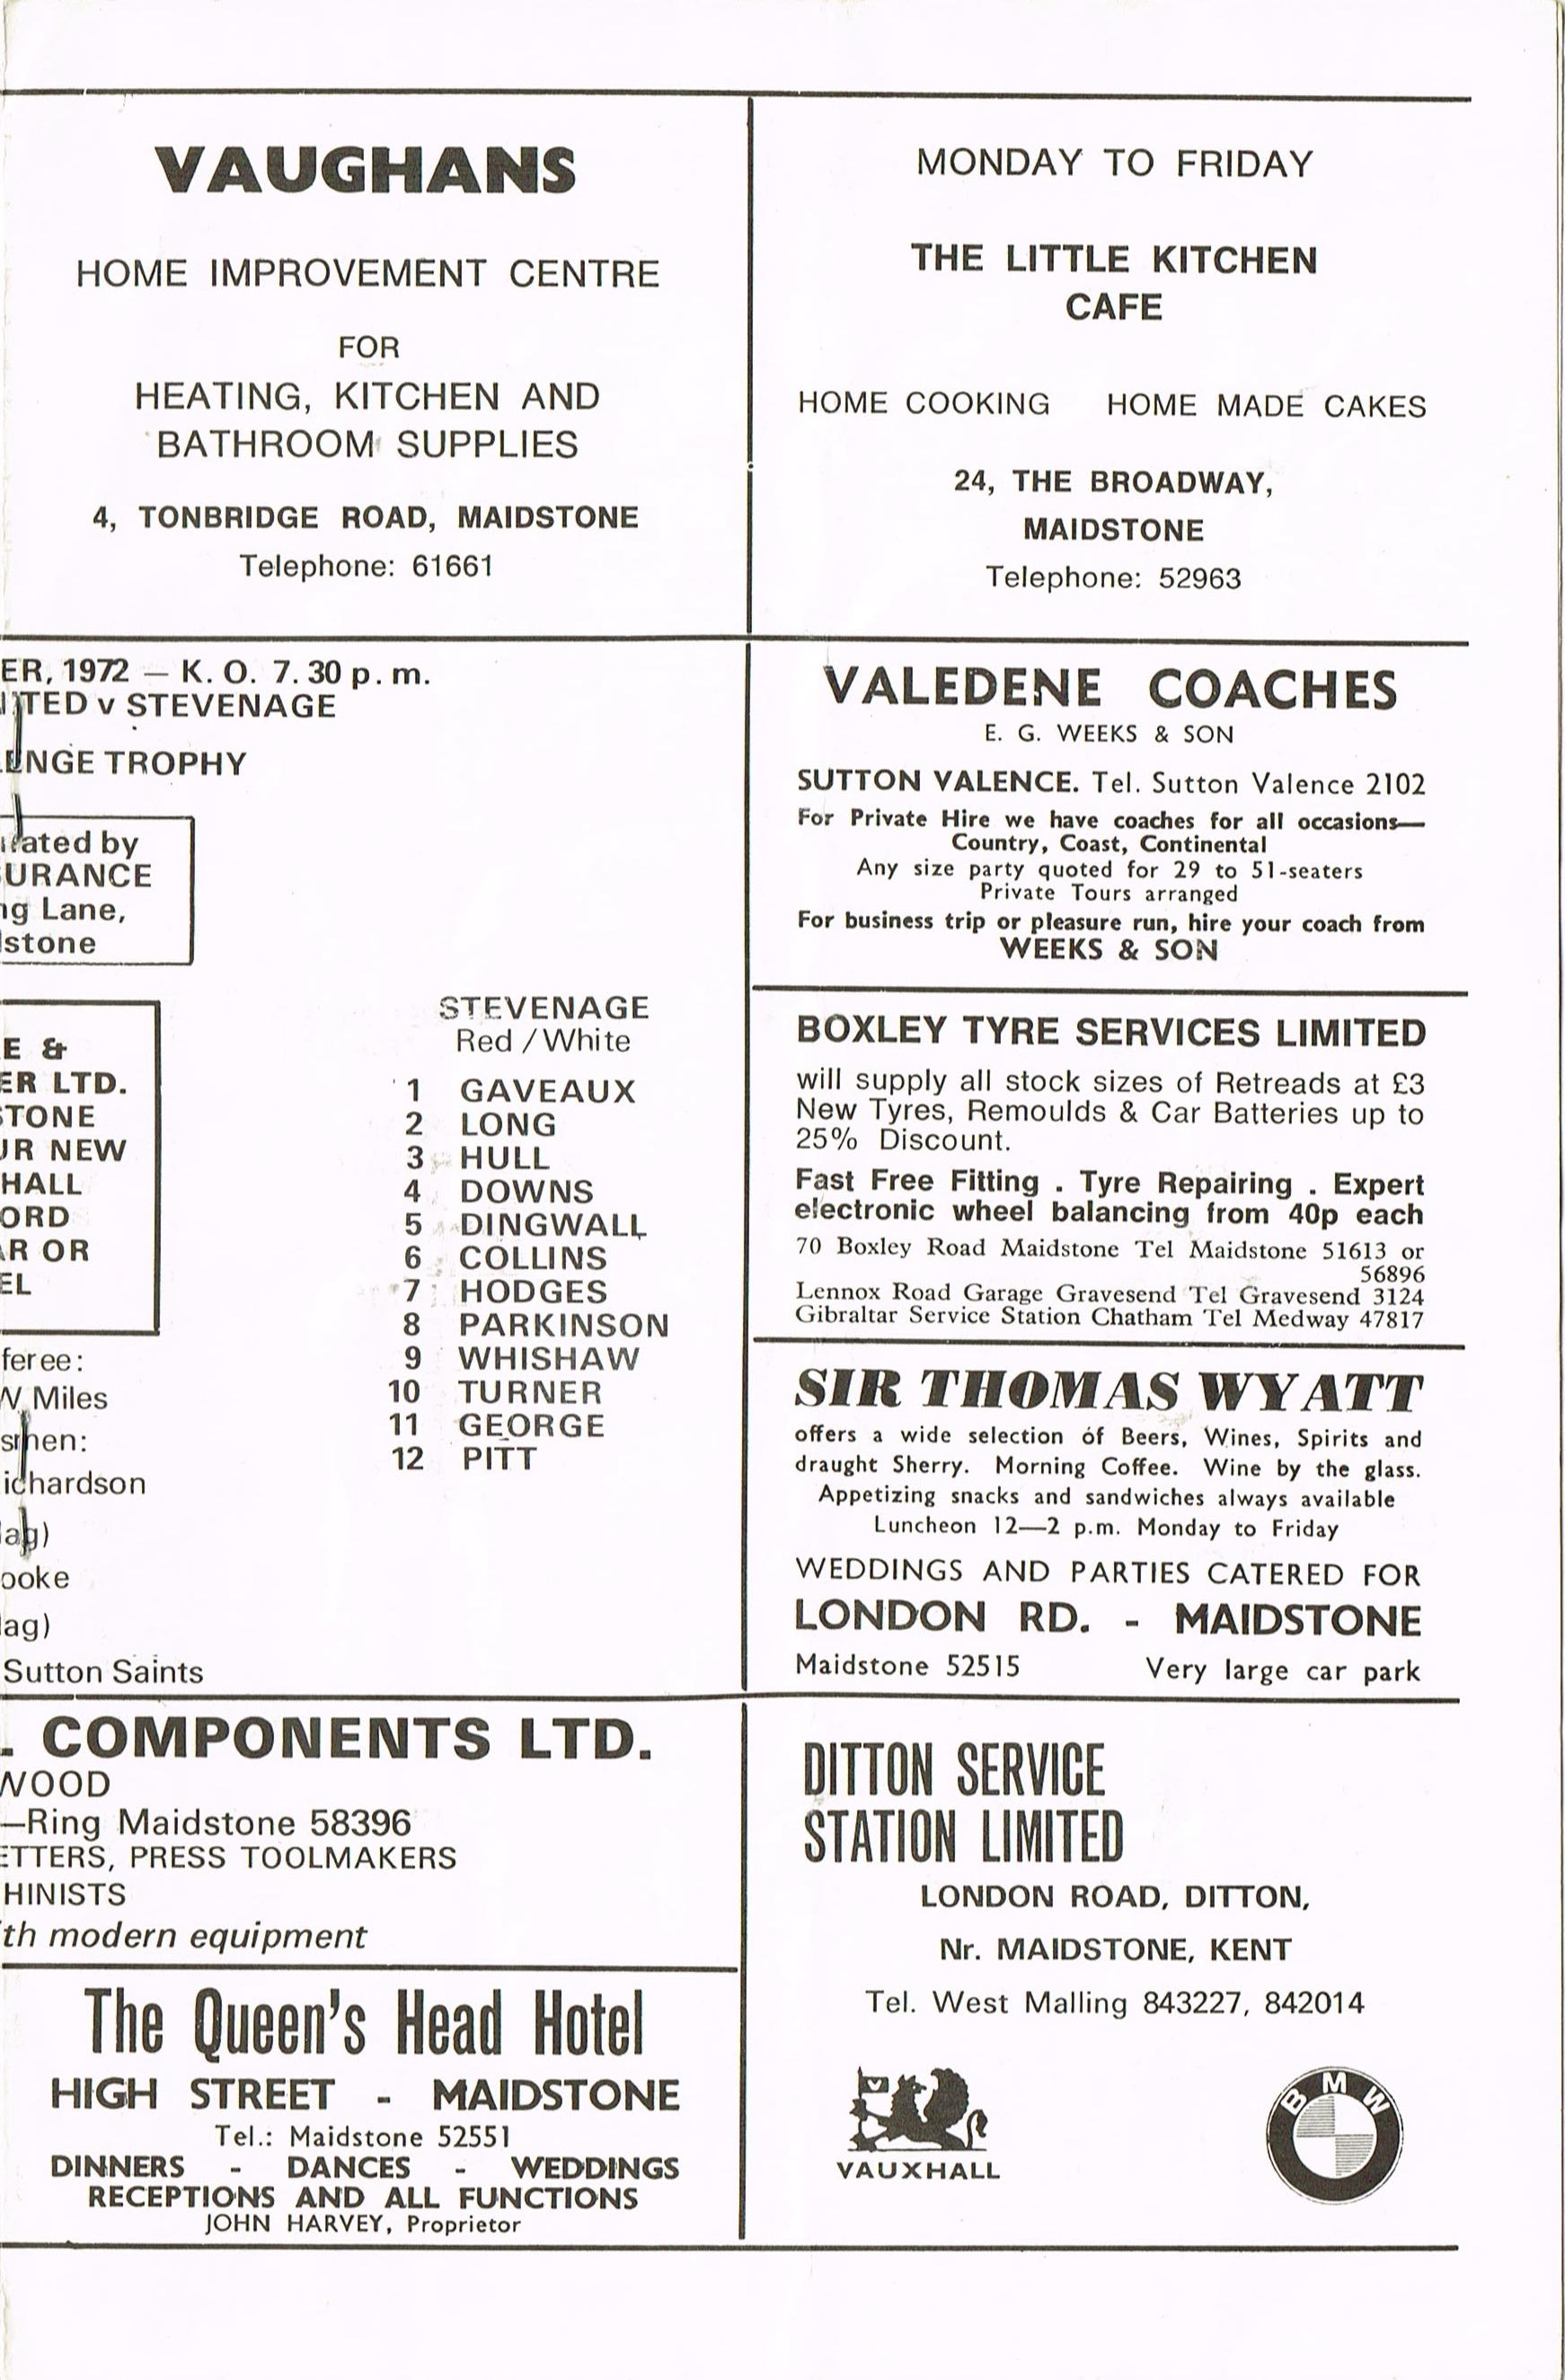 VAUGHANS
HOME IMPROVEMENT CENTRE
FOR
HEATING, KITCHEN AND
BATHROOM SUPPLIES
4, TONBRIDGE ROAD, MAIDSTONE
Telephone: 61661
MONDAY TO FRIDAY
THE LITTLE KITCHEN
CAFE
HOME COOKING HOME MADE CAKES
24, THE BROADWAY,
MAIDSTONE
Telephone: 52963
ER, 1972 — K. O. 7. 30 p. m.
ITED v STEVENAGE
ENGE TROPHY
ated by
URANCE
ng Lane,
stone
E &
ER LTD.
STONE
UR NEW
HALL
ORD
AR OR
EL
feree:
W Miles
smen:
ichardson
lag)
ooke
lag)
Sutton Saints
STEVENAGE
Red / White
1 GAVEAUX
2 LONG
3 HULL
4 DOWNS
5 DINGWALL
6 COLLINS
7 HODGES
8 PARKINSON
9 WHISHAW
10 TURNER
11 GEORGE
12 PITT
VALEDENE COACHES
E. G. WEEKS & SON
SUTTON VALENCE. Tel. Sutton Valence 2102
For Private Hire we have coaches for all occasions—
Country, Coast, Continental
Any size party quoted for 29 to 51-seaters
Private Tours arranged
For business trip or pleasure run, hire your coach from
WEEKS & SON
BOXLEY TYRE SERVICES LIMITED
will supply all stock sizes of Retreads at £3
New Tyres, Remoulds & Car Batteries up to
25% Discount.
Fast Free Fitting . Tyre Repairing . Expert
electronic wheel balancing from 40p each
70 Boxley Road Maidstone Tel Maidstone 51613 or
56896
Lennox Road Garage Gravesend Tel Gravesend 3124
Gibraltar Service Station Chatham Tel Medway 47817
SIR THOMAS WYATT
offers a wide selection of Beers, Wines, Spirits and
draught Sherry. Morning Coffee. Wine by the glass.
Appetizing snacks and sandwiches always available
Luncheon 12—2 p.m. Monday to Friday
WEDDINGS AND PARTIES CATERED FOR
LONDON RD. - MAIDSTONE
Maidstone 52515 Very large car park
. COMPONENTS LTD.
WOOD
—Ring Maidstone 58396
ETTERS, PRESS TOOLMAKERS
HINISTS
th modern equipment
The Queen's Head Hotel
HIGH STREET - MAIDSTONE
Tel.: Maidstone 52551
DINNERS - DANCES - WEDDINGS
RECEPTIONS AND ALL FUNCTIONS
JOHN HARVEY, Proprietor
DITTON SERVICE
STATION LIMITED
LONDON ROAD, DITTON,
Nr. MAIDSTONE, KENT
Tel. West Malling 843227, 842014
VAUXHALL
BMW